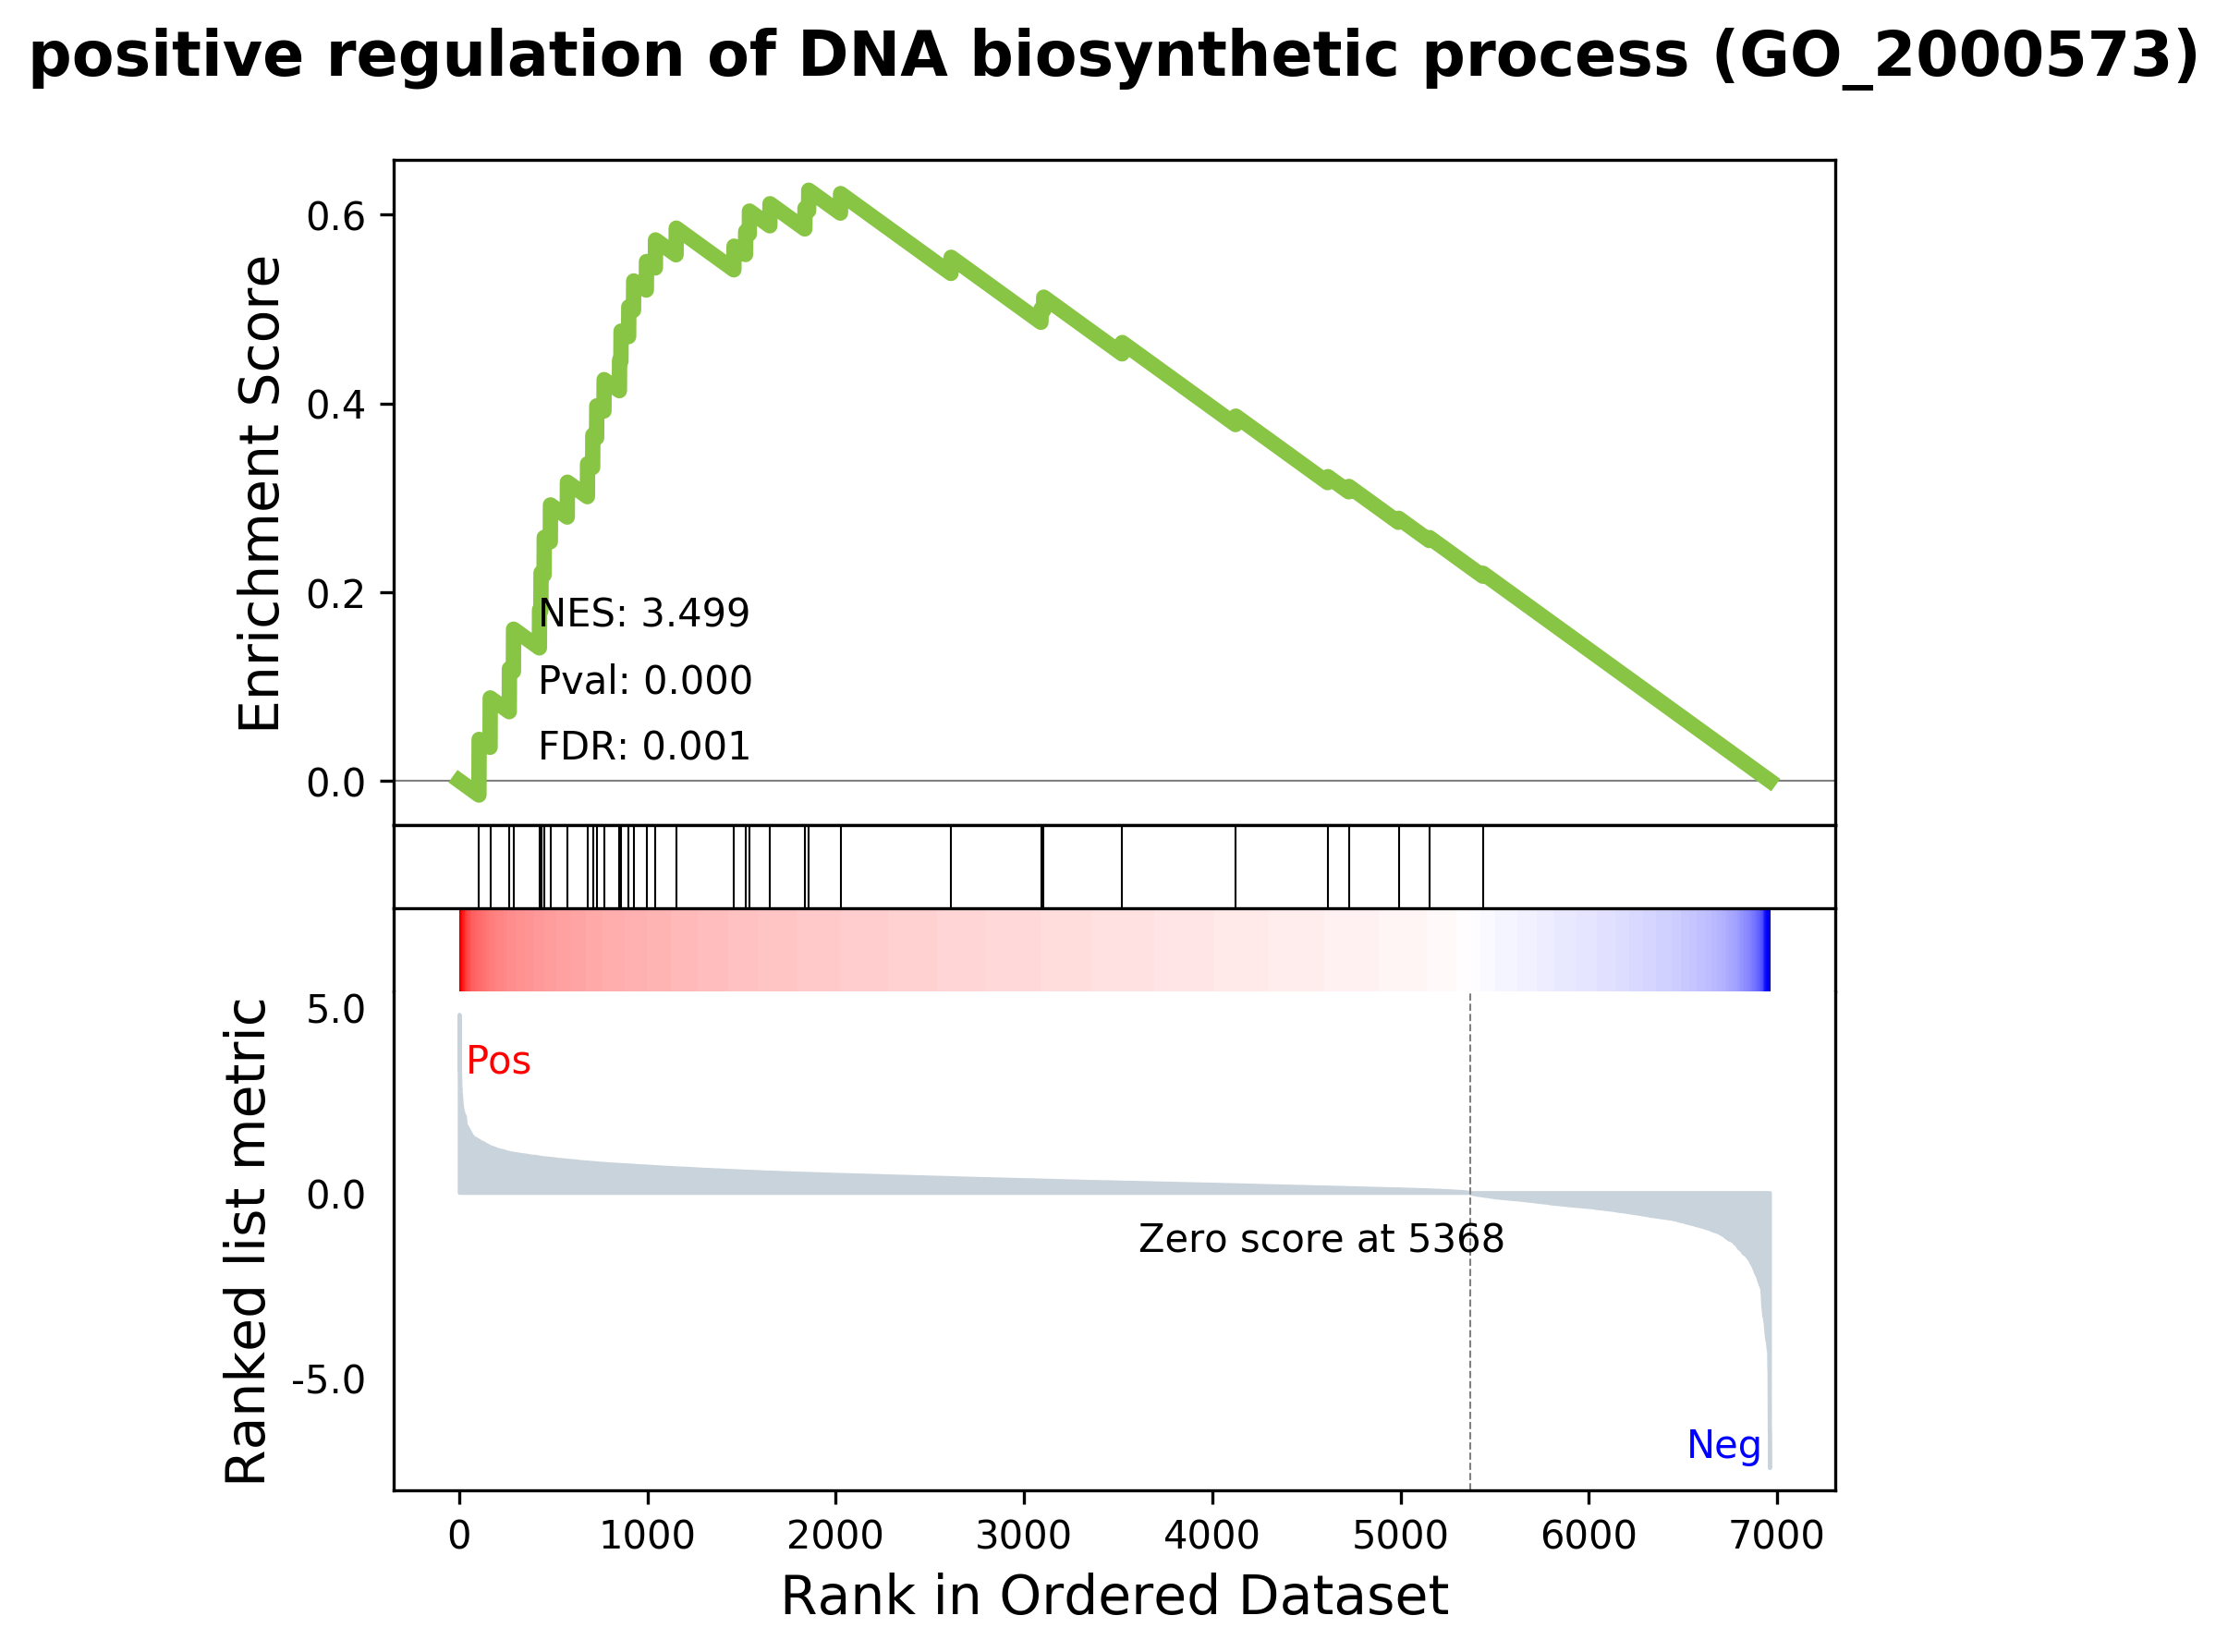 positive regulation of DNA biosynthetic process (GO_2000573)
Enrichment Score
0.6
0.4
0.2
0.0
NES: 3.499
Pval: 0.000
FDR: 0.001
Ranked list metric
5.0
0.0
-5.0
Pos
Zero score at 5368
Neg
0 1000 2000 3000 4000 5000 6000 7000
Rank in Ordered Dataset